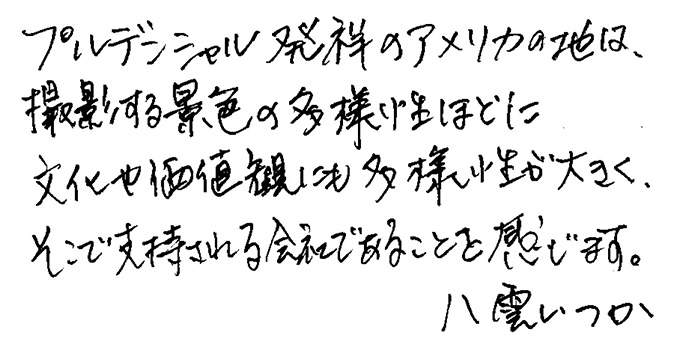 プルデンシャル発祥のアメリカの地は、
撮影する景色の多様性ほどに
文化や価値観にも多様性が大きく、
そこで支持される会社であることを感じます。
八雲いつか